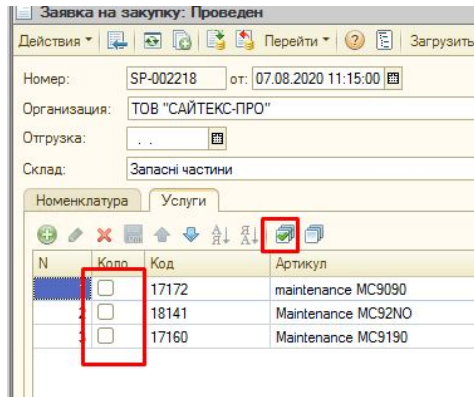 Заявка на закупку: Проведен
Действия Перейти Загрузить
Номер: SP-002218 от: 07.08.2020 11:15:00
Организация: ТОВ "САЙТЕКС-ПРО"
Отгрузка: . .
Склад: Запасні частини
Номенклатура Услуги
N Коло Код Артикул
1 17172 maintenance MC9090
2 18141 Maintenance MC92NO
3 17160 Maintenance MC9190